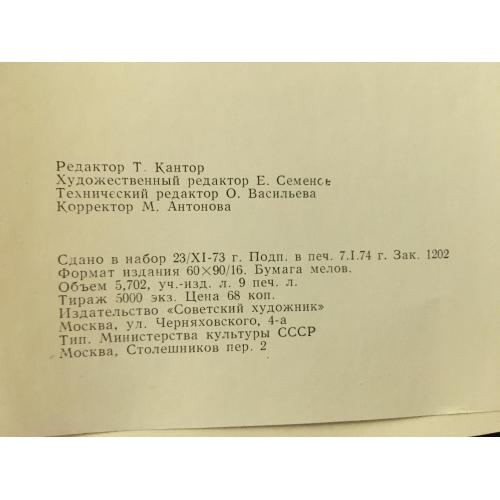 Редактор Т. Кантор
Художественный редактор Е. Семенов
Технический редактор О. Васильева
Корректор М. Антонова
Сдано в набор 23/XI-73 г. Подп. в печ. 7.I.74 г. Зак. 1202
Формат издания 60×90/16. Бумага мелов.
Объем 5,702, уч.-изд. л. 9 печ. л.
Тираж 5000 экз. Цена 68 коп.
Издательство «Советский художник»
Москва, ул. Черняховского, 4-а
Тип. Министерства культуры СССР
Москва, Столешников пер. 2